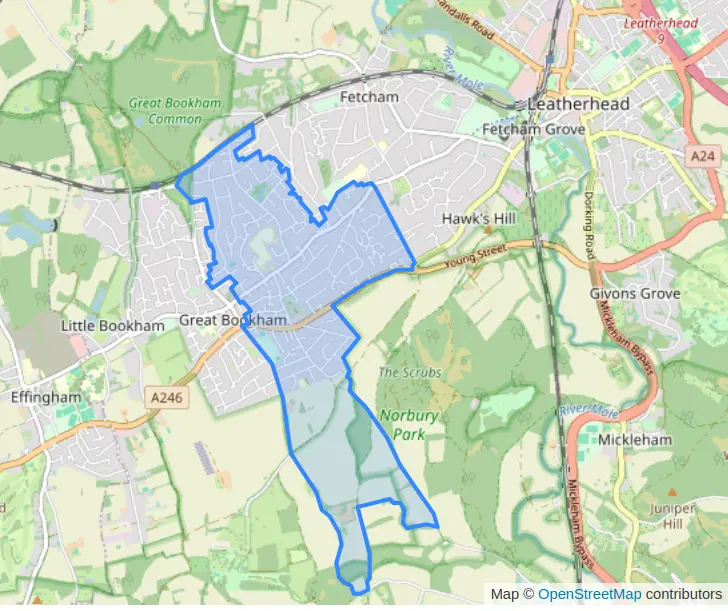 Randalls Road
Leatherhead
9
River Mole
Fetcham
Great Bookham
Common
Leatherhead
Fetcham Grove
A24
Dorking Road
Hawk's Hill
Young Street
Givons Grove
Mickleham Bypass
Little Bookham
Great Bookham
The Scrubs
Effingham
A246
Norbury
Park
River Mole
Mickleham
Mickleham Bypass
Juniper
Hill
Map © OpenStreetMap contributors